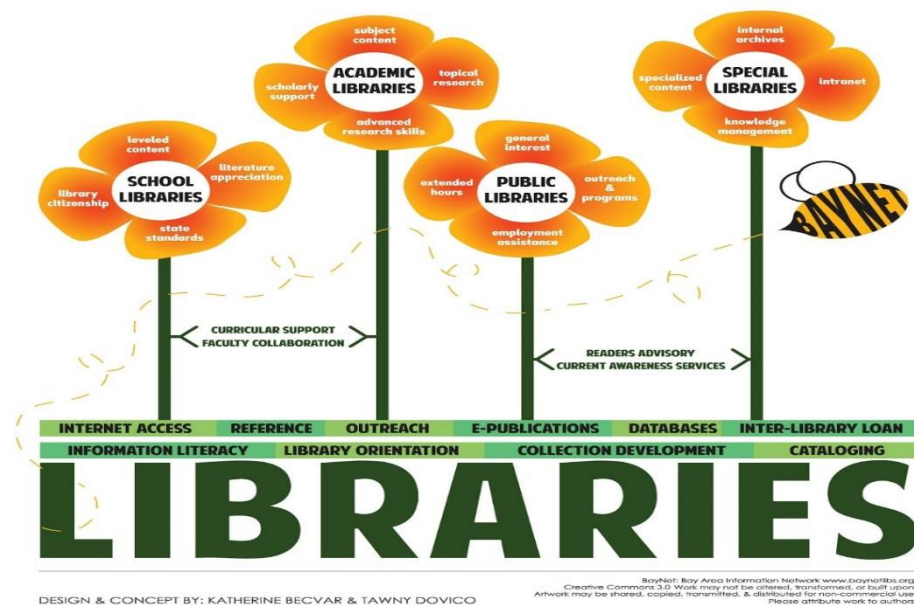 subject
content
ACADEMIC
LIBRARIES
scholarly
support
topical
research
advanced
research skills
internal
archives
SPECIAL
LIBRARIES
specialized
content
intranet
knowledge
management
leveled
content
SCHOOL
LIBRARIES
literature
appreciation
library
citizenship
state
standards
general
interest
PUBLIC
LIBRARIES
extended
hours
outreach
&
programs
employment
assistance
BAYNET
CURRICULAR SUPPORT
FACULTY COLLABORATION
READERS ADVISORY
CURRENT AWARENESS SERVICES
INTERNET ACCESS REFERENCE OUTREACH E-PUBLICATIONS DATABASES INTER-LIBRARY LOAN
INFORMATION LITERACY LIBRARY ORIENTATION COLLECTION DEVELOPMENT CATALOGING
LIBRARIES
DESIGN & CONCEPT BY: KATHERINE BECVAR & TAWNY DOVICO
BayNet: Bay Area Information Network www.baynetlibs.org
Creative Commons 3.0 Work may not be altered, transformed, or built upon
Artwork may be shared, copied, transmitted, & distributed for non-commercial use
Please attribute work to authors